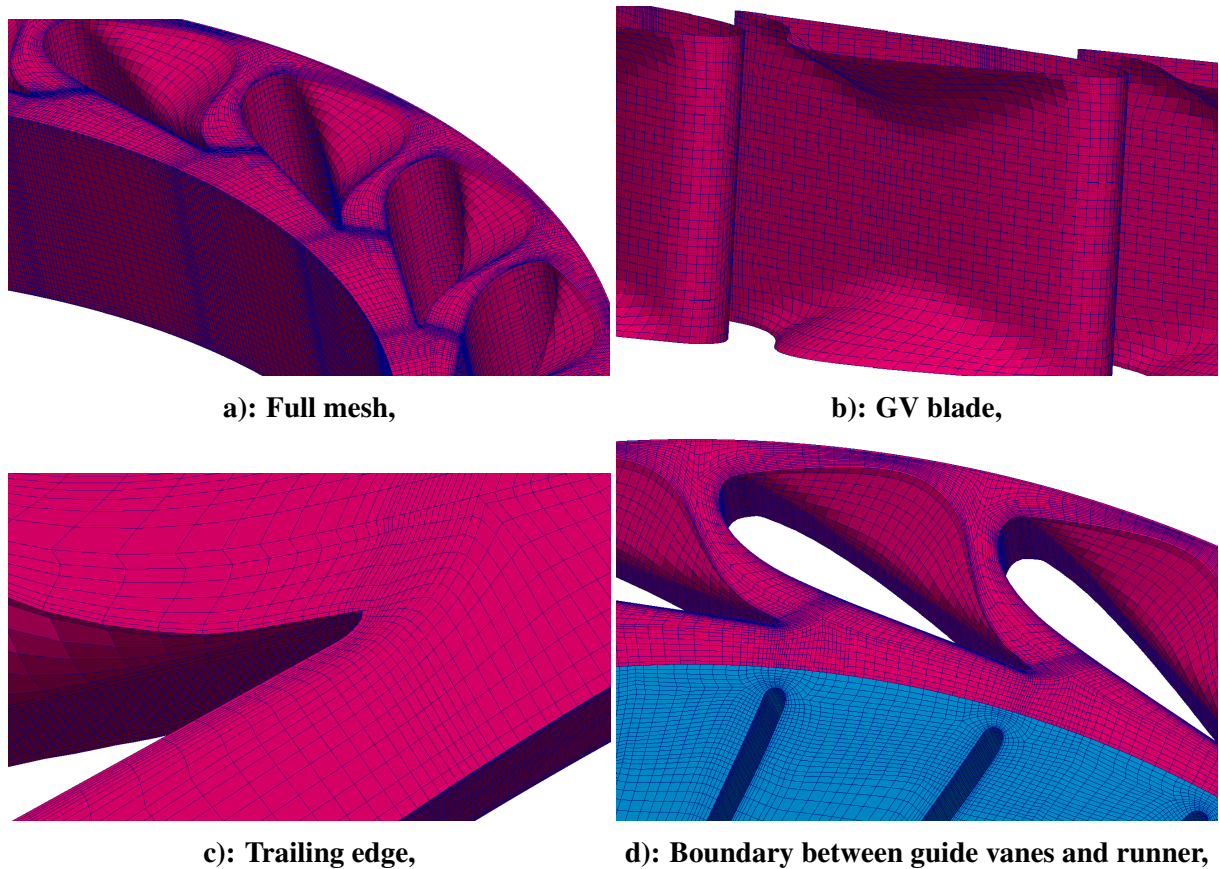 a): Full mesh,
b): GV blade,
c): Trailing edge,
d): Boundary between guide vanes and runner,